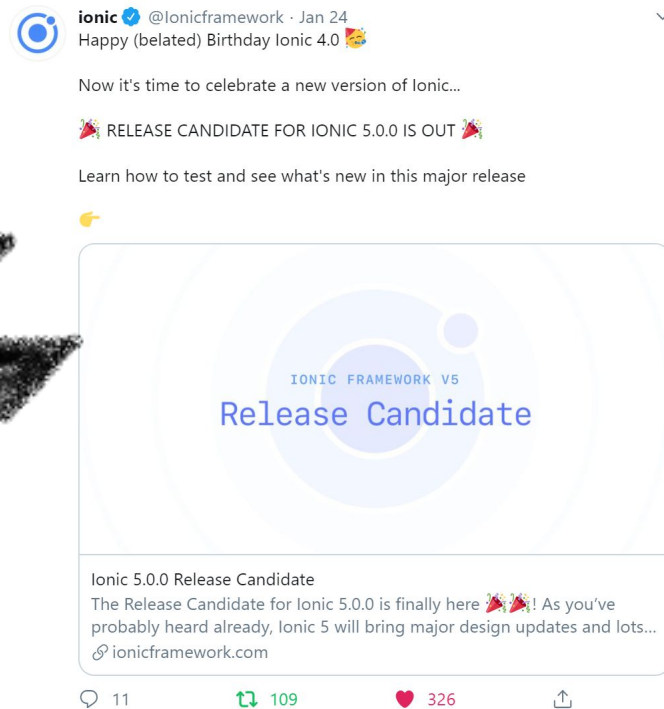 ionic @Ionicframework · Jan 24
Happy (belated) Birthday Ionic 4.0 🥳
Now it's time to celebrate a new version of Ionic...
🎉 RELEASE CANDIDATE FOR IONIC 5.0.0 IS OUT 🎉
Learn how to test and see what's new in this major release
👉
IONIC FRAMEWORK V5
Release Candidate
Ionic 5.0.0 Release Candidate
The Release Candidate for Ionic 5.0.0 is finally here 🎉🎉! As you’ve
probably heard already, Ionic 5 will bring major design updates and lots...
ionicframework.com
11 109 326